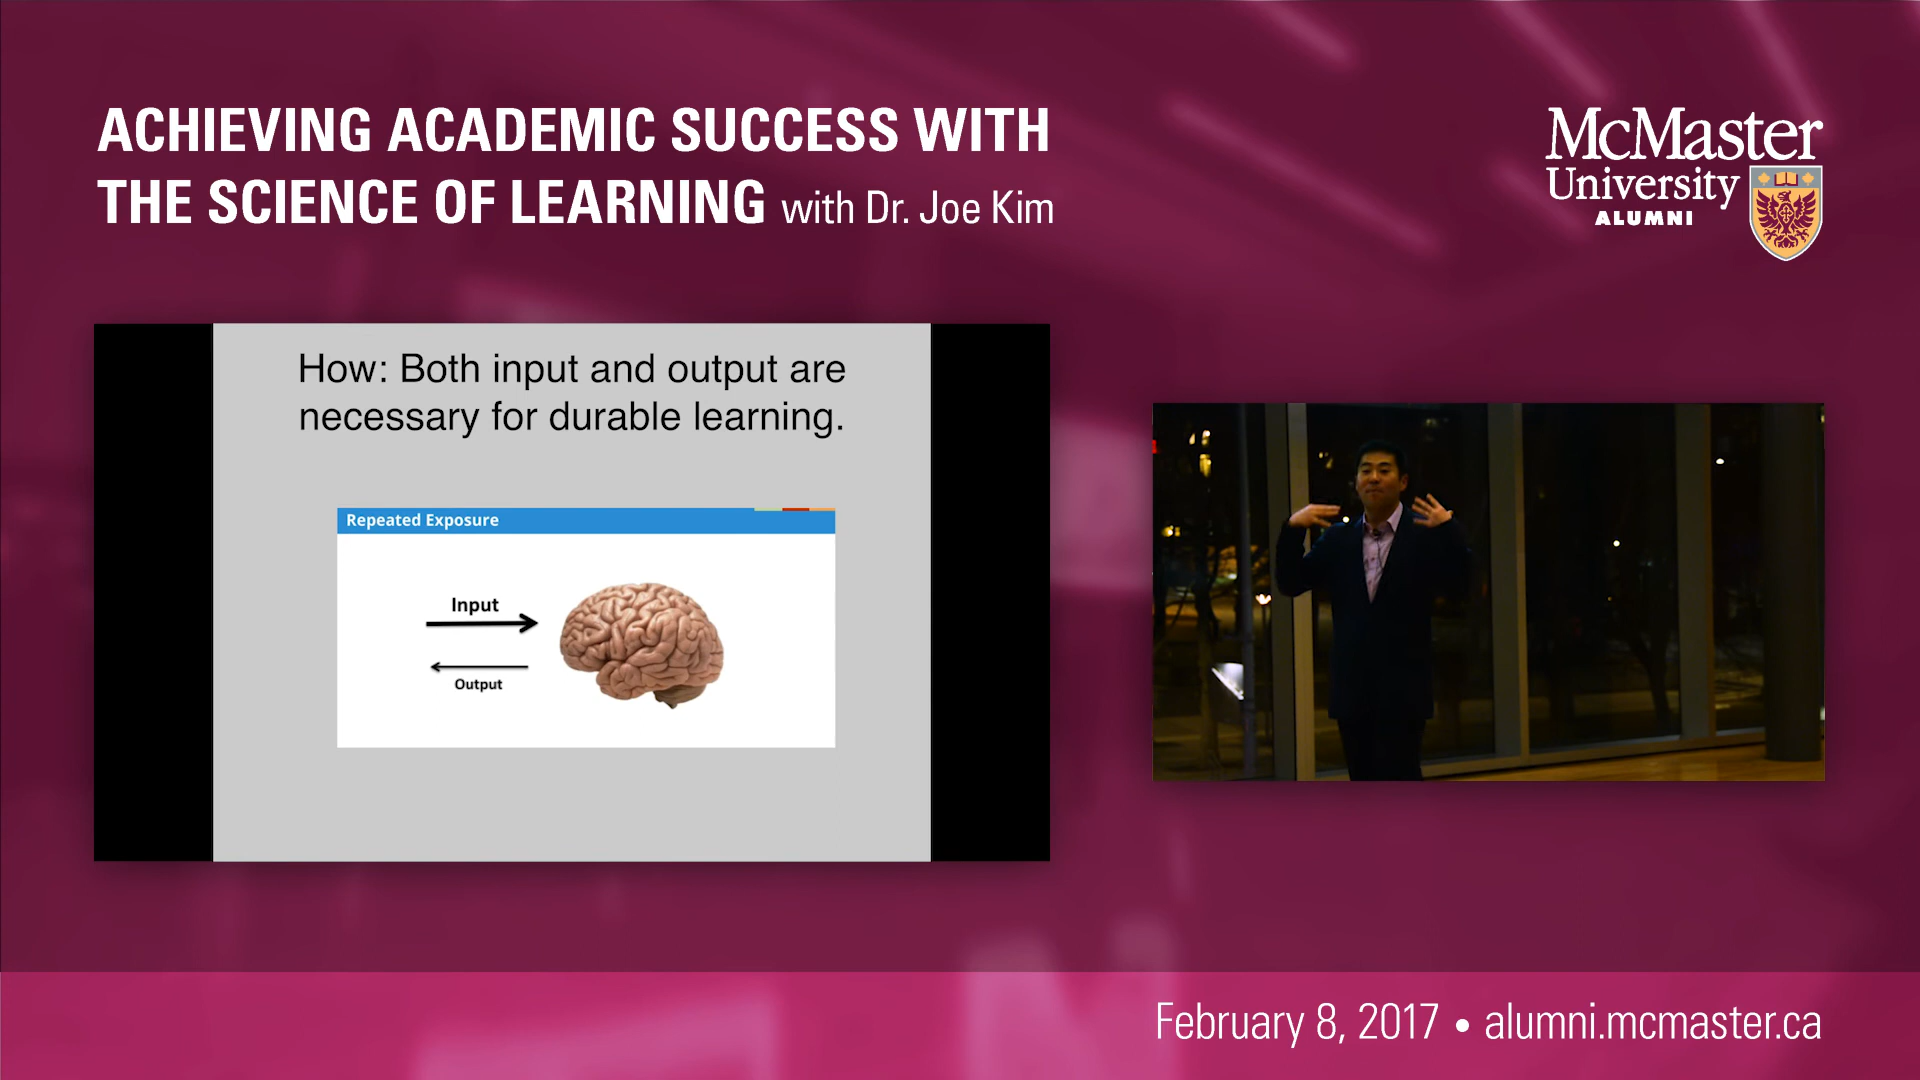 ACHIEVING ACADEMIC SUCCESS WITH
THE SCIENCE OF LEARNING with Dr. Joe Kim
McMaster
University
ALUMNI
How: Both input and output are
necessary for durable learning.
Repeated Exposure
Input
Output
February 8, 2017 • alumni.mcmaster.ca